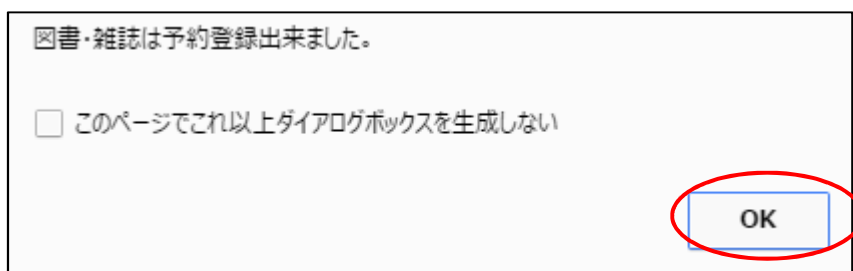 図書・雑誌は予約登録出来ました。
このページでこれ以上ダイアログボックスを生成しない
OK